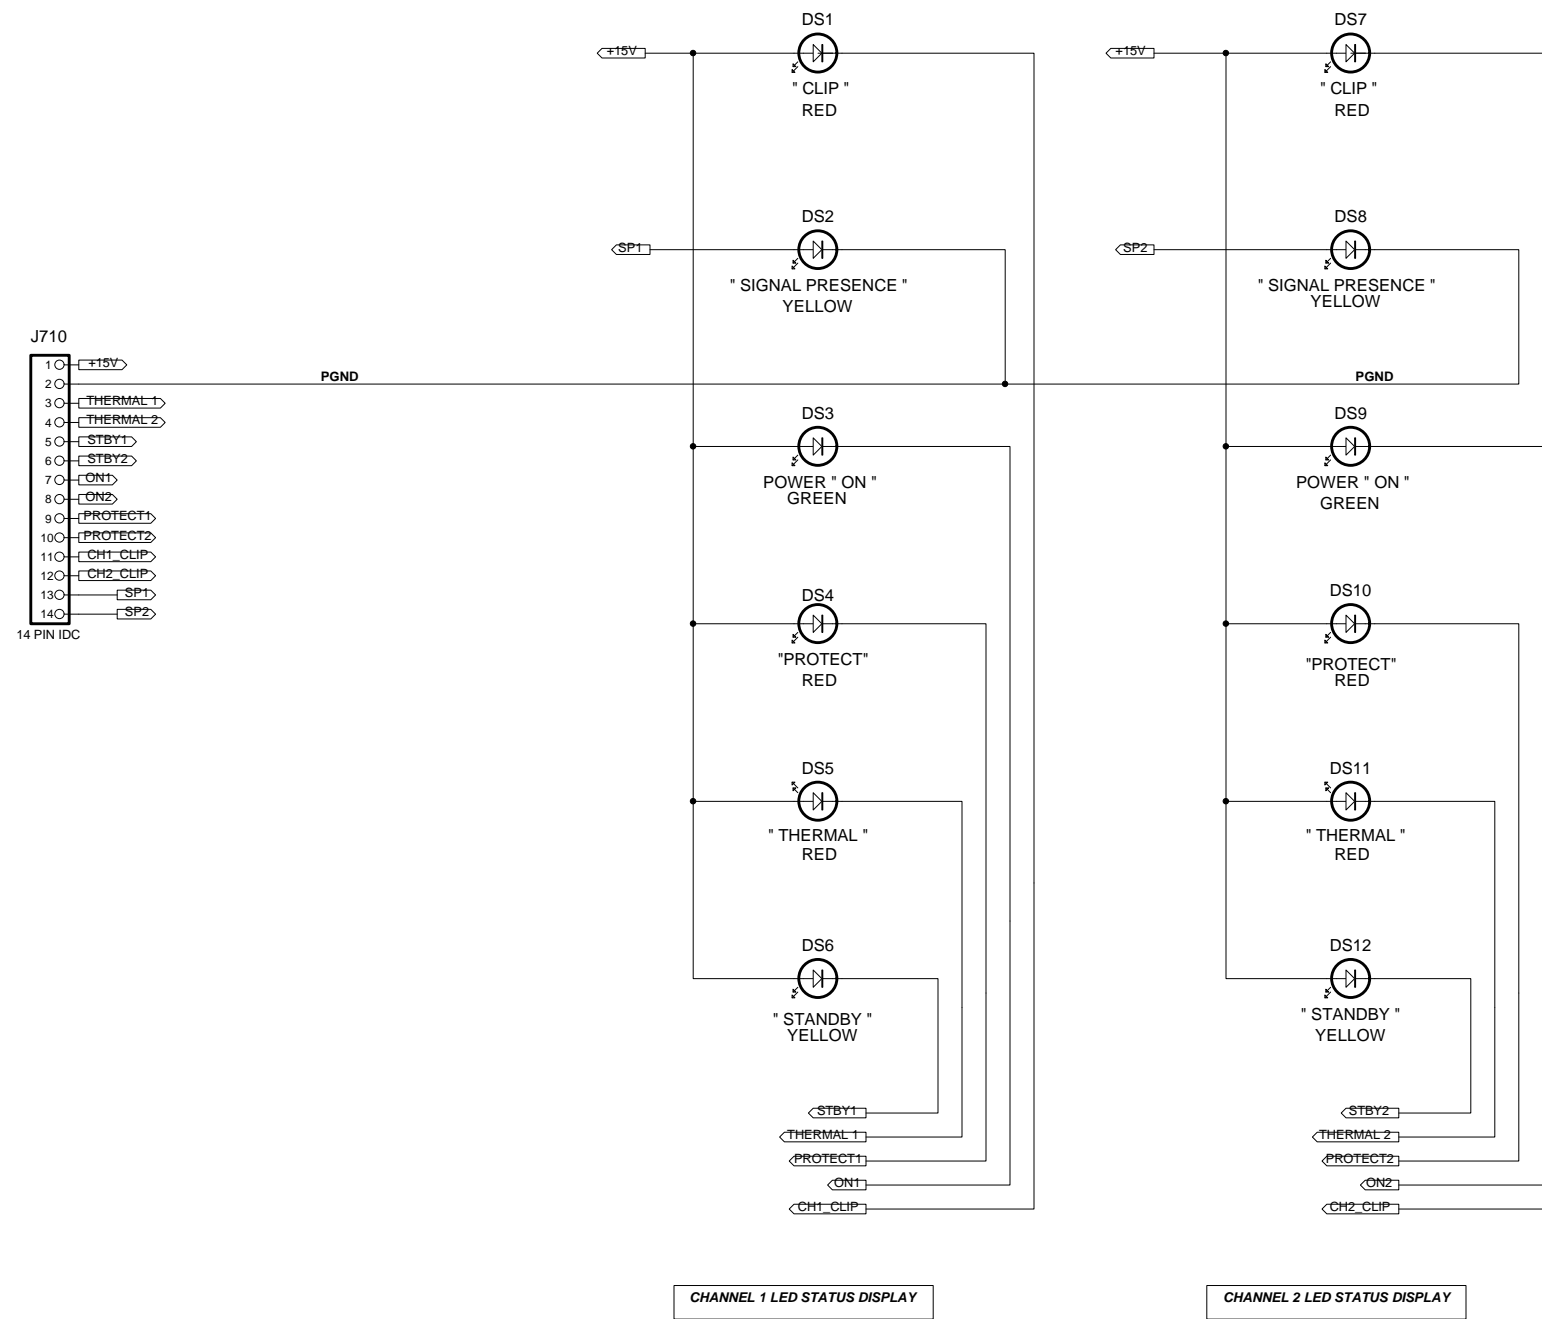 J710
1 +15V
2
3 THERMAL 1
4 THERMAL 2
5 STBY1
6 STBY2
7 ON1
8 ON2
9 PROTECT1
10 PROTECT2
11 CH1_CLIP
12 CH2_CLIP
13 SP1
14 SP2
14 PIN IDC
PGND
+15V
DS1
" CLIP "
RED
SP1
DS2
" SIGNAL PRESENCE "
YELLOW
DS3
POWER " ON "
GREEN
DS4
"PROTECT"
RED
DS5
" THERMAL "
RED
DS6
" STANDBY "
YELLOW
STBY1
THERMAL 1
PROTECT1
ON1
CH1_CLIP
CHANNEL 1 LED STATUS DISPLAY
+15V
DS7
" CLIP "
RED
SP2
DS8
" SIGNAL PRESENCE "
YELLOW
PGND
DS9
POWER " ON "
GREEN
DS10
"PROTECT"
RED
DS11
" THERMAL "
RED
DS12
" STANDBY "
YELLOW
STBY2
THERMAL 2
PROTECT2
ON2
CH2_CLIP
CHANNEL 2 LED STATUS DISPLAY